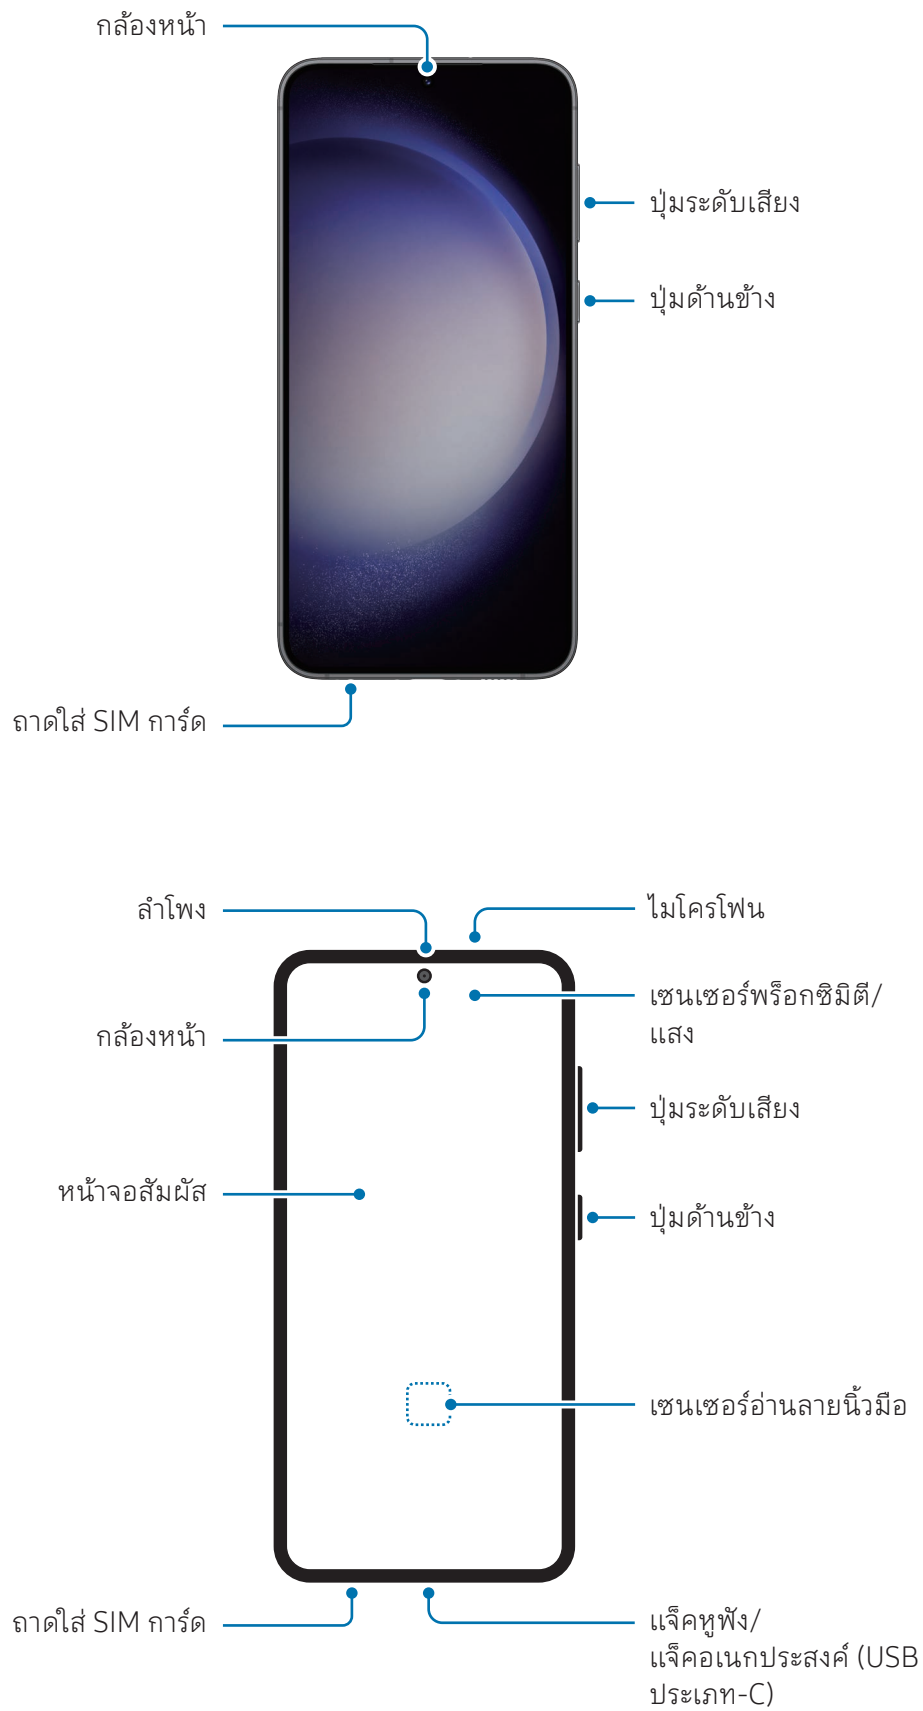 กล้องหน้า
ปุ่มระดับเสียง
ปุ่มด้านข้าง
ถาดใส่ SIM การ์ด
ลำโพง
ไมโครโฟน
เซนเซอร์พร็อกซิมิตี/
แสง
กล้องหน้า
ปุ่มระดับเสียง
หน้าจอสัมผัส
ปุ่มด้านข้าง
เซนเซอร์อ่านลายนิ้วมือ
ถาดใส่ SIM การ์ด
แจ็คหูฟัง/
แจ็คอเนกประสงค์ (USB
ประเภท-C)